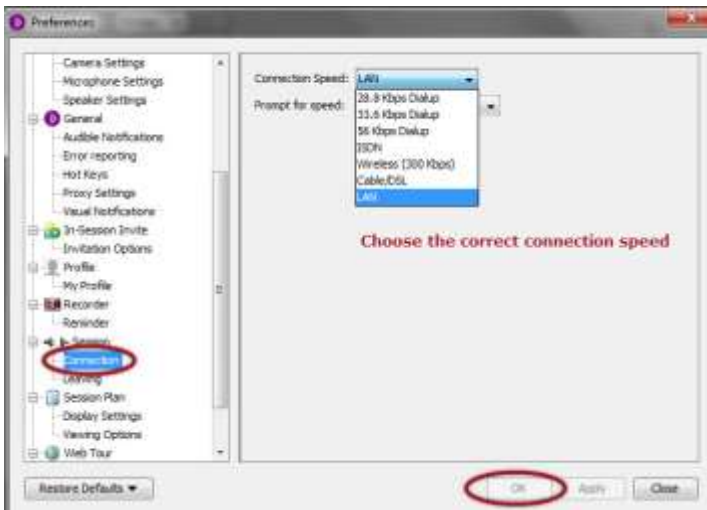 Preferences
Camera Settings
Microphone Settings
Speaker Settings
General
Audible Notifications
Error reporting
Hot Keys
Proxy Settings
Visual Notifications
In-Session Invite
Invitation Options
Profile
My Profile
Recorder
Reminder
Session
Connection
Leaving
Session Plan
Display Settings
Viewing Options
Web Tour
Connection Speed: LAN
Prompt for speed:
28.8 Kbps Dialup
33.6 Kbps Dialup
56 Kbps Dialup
ISDN
Wireless (300 Kbps)
Cable/DSL
LAN
Choose the correct connection speed
Restore Defaults
OK
Apply
Close